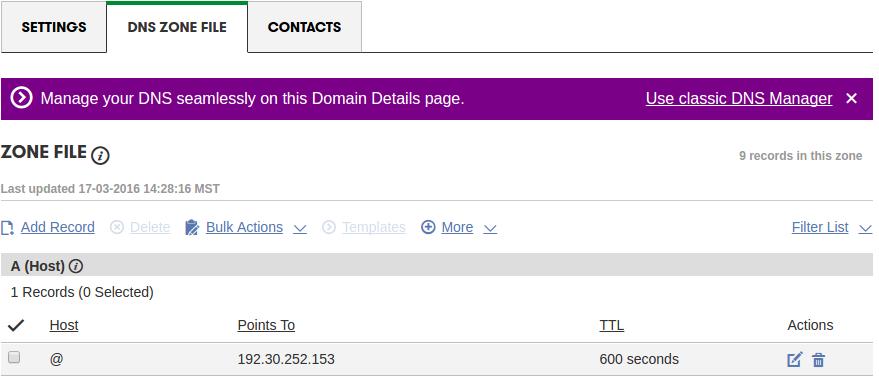 SETTINGS DNS ZONE FILE CONTACTS
Manage your DNS seamlessly on this Domain Details page. Use classic DNS Manager ✕
ZONE FILE i 9 records in this zone
Last updated 17-03-2016 14:28:16 MST
Add Record Delete Bulk Actions Templates More Filter List
A (Host) i
1 Records (0 Selected)
Host Points To TTL Actions
@ 192.30.252.153 600 seconds